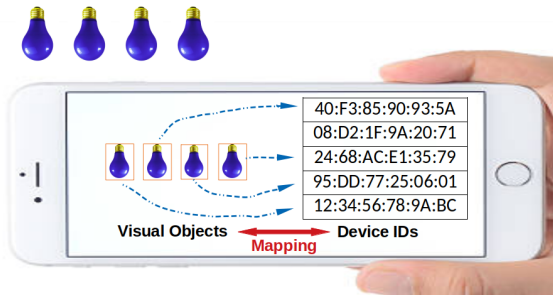 40:F3:85:90:93:5A
08:D2:1F:9A:20:71
24:68:AC:E1:35:79
95:DD:77:25:06:01
12:34:56:78:9A:BC
Visual Objects
Device IDs
Mapping